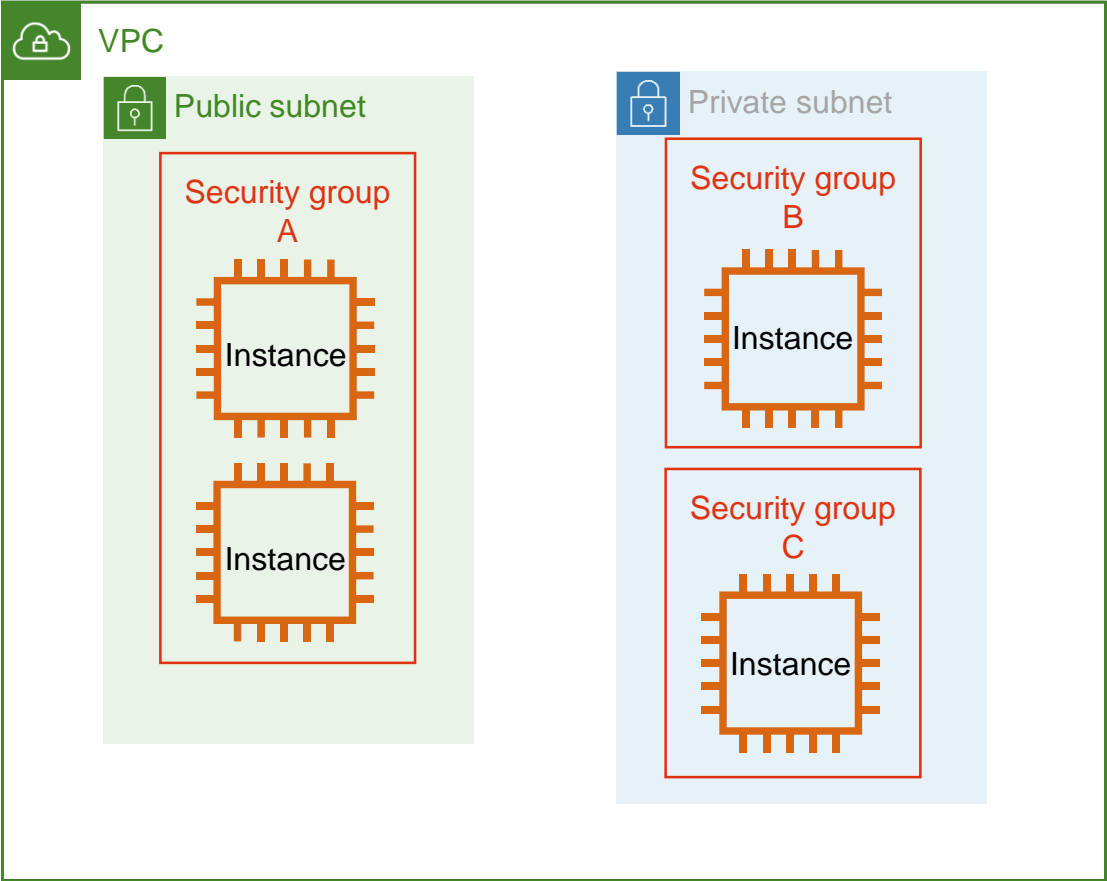 VPC
Public subnet
Security group
A
Instance
Instance
Private subnet
Security group
B
Instance
Security group
C
Instance